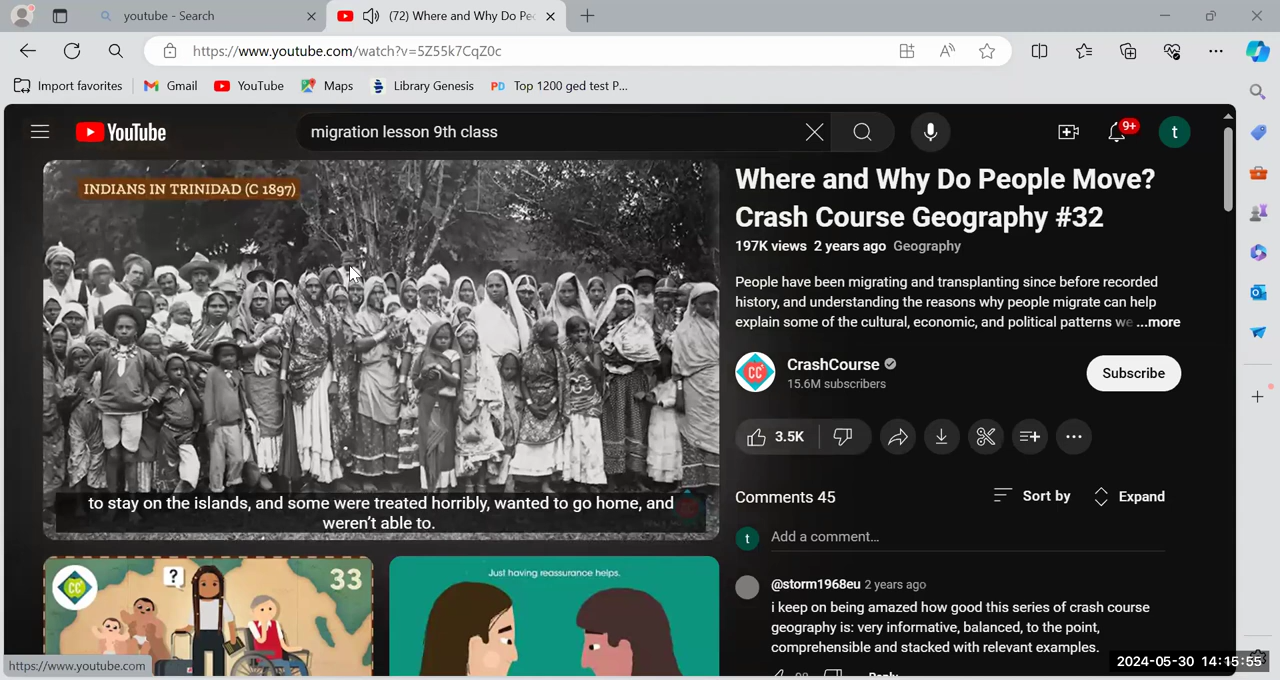 youtube - Search
(72) Where and Why Do Pe
https://www.youtube.com/watch?v=5Z55k7CqZ0c
Import favorites
Gmail
YouTube
Maps
Library Genesis
Top 1200 ged test P...
YouTube
migration lesson 9th class
9+
t
INDIANS IN TRINIDAD (C 1897)
to stay on the islands, and some were treated horribly, wanted to go home, and
weren't able to.
Where and Why Do People Move?
Crash Course Geography #32
197K views 2 years ago Geography
People have been migrating and transplanting since before recorded
history, and understanding the reasons why people migrate can help
explain some of the cultural, economic, and political patterns we ...more
CC
CrashCourse
15.6M subscribers
Subscribe
3.5K
Comments 45
Sort by
Expand
t
Add a comment...
@storm1968eu 2 years ago
i keep on being amazed how good this series of crash course
geography is: very informative, balanced, to the point,
comprehensible and stacked with relevant examples.
Reply
CC
?
33
Just having reassurance helps.
https://www.youtube.com
2024-05-30 14:15:55